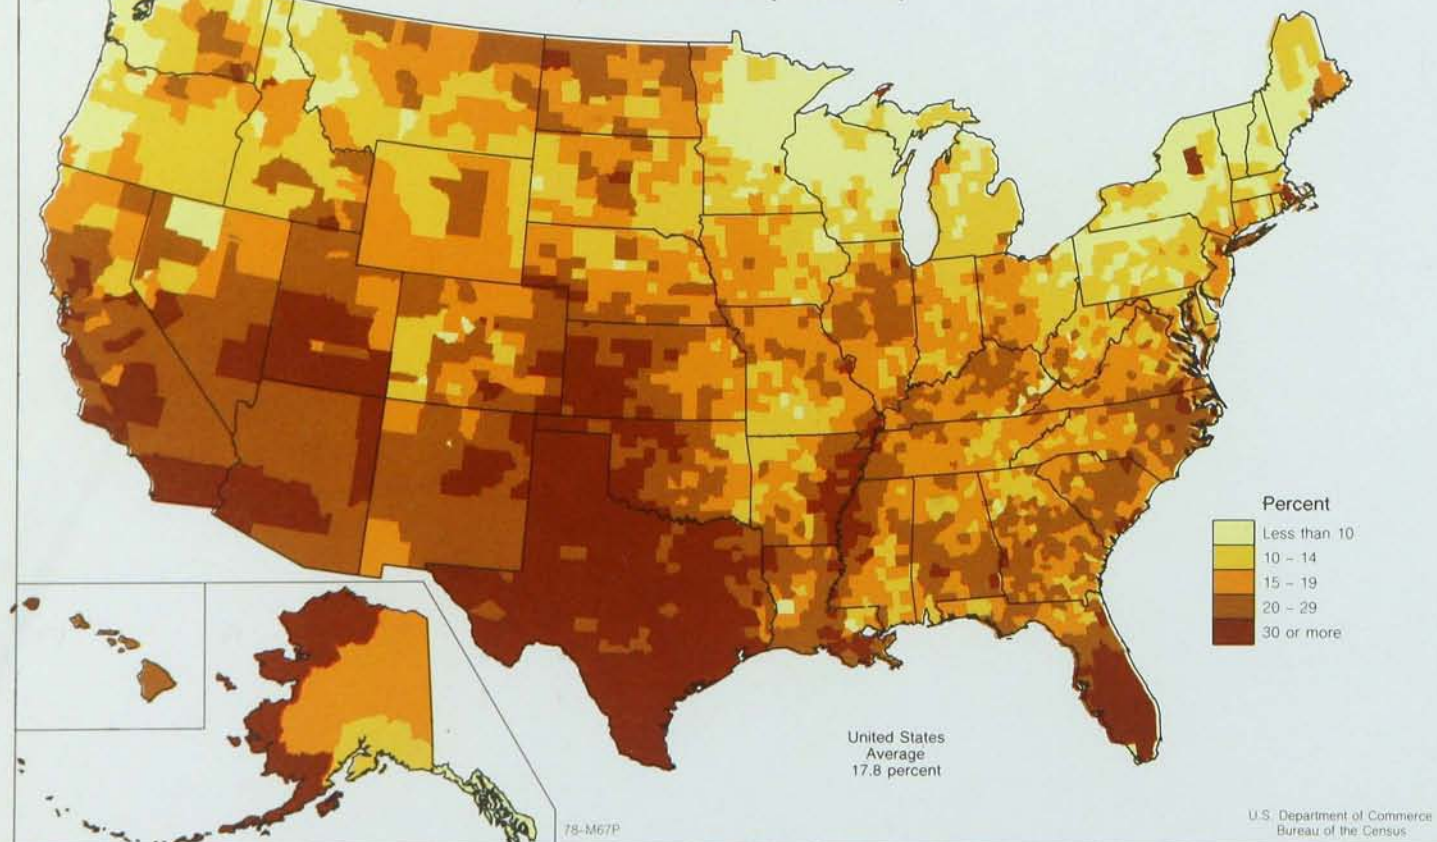 Percent
Less than 10
10 - 14
15 - 19
20 - 29
30 or more
United States
Average
17.8 percent
78-M67P
U.S. Department of Commerce
Bureau of the Census